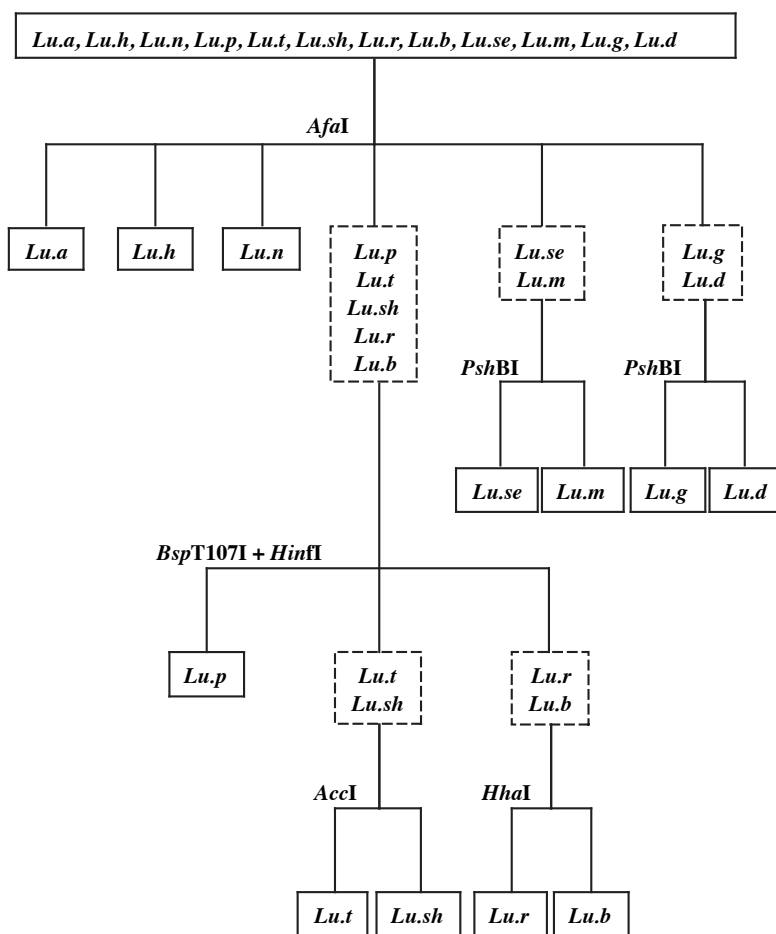 Lu.a, Lu.h, Lu.n, Lu.p, Lu.t, Lu.sh, Lu.r, Lu.b, Lu.se, Lu.m, Lu.g, Lu.d
AfaI
Lu.a
Lu.h
Lu.n
Lu.p
Lu.t
Lu.sh
Lu.r
Lu.b
Lu.se
Lu.m
Lu.g
Lu.d
PshBI
PshBI
Lu.se
Lu.m
Lu.g
Lu.d
BspT107I + HinfI
Lu.p
Lu.t
Lu.sh
Lu.r
Lu.b
AccI
HhaI
Lu.t
Lu.sh
Lu.r
Lu.b